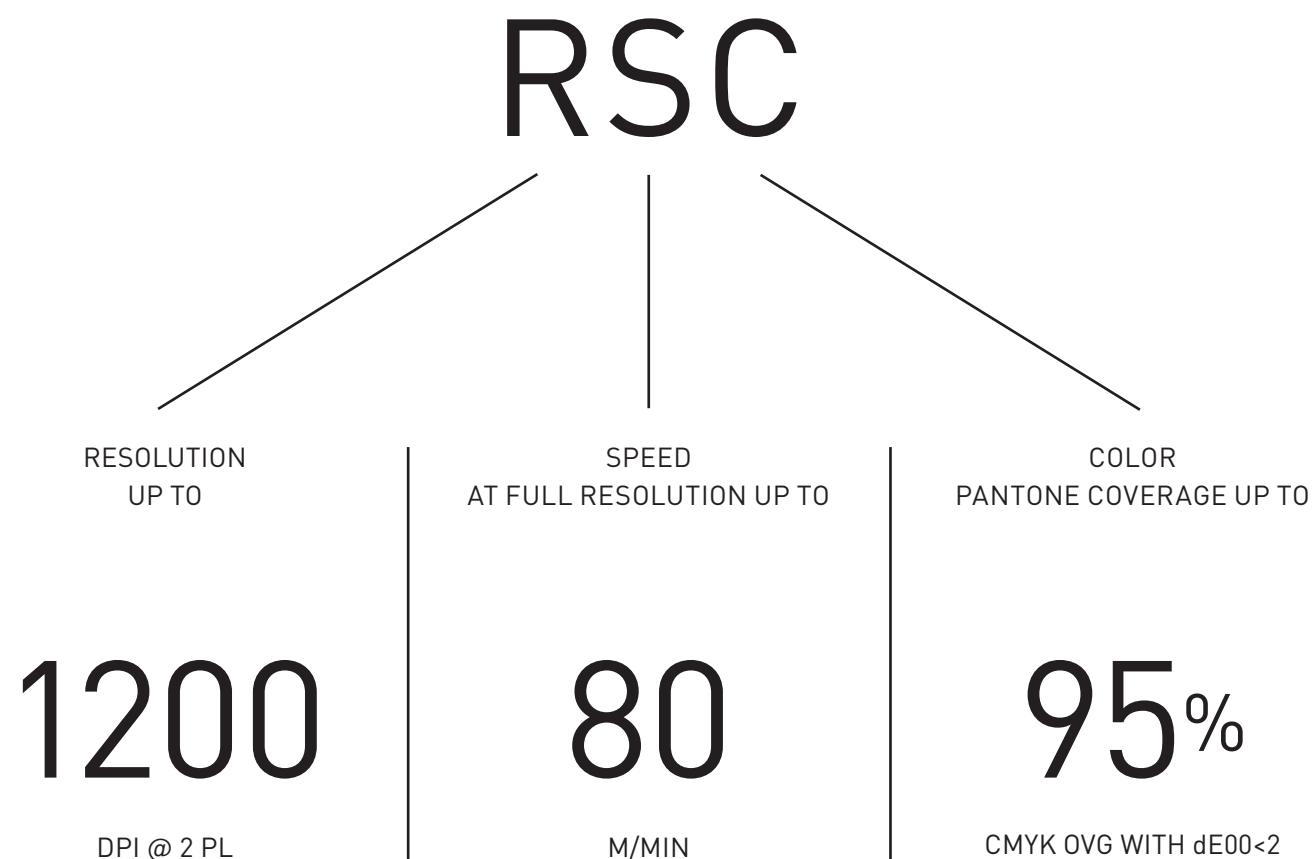 RSC
RESOLUTION
UP TO
1200
DPI @ 2 PL
SPEED
AT FULL RESOLUTION UP TO
80
M/MIN
COLOR
PANTONE COVERAGE UP TO
95%
CMYK OVG WITH dE00<2